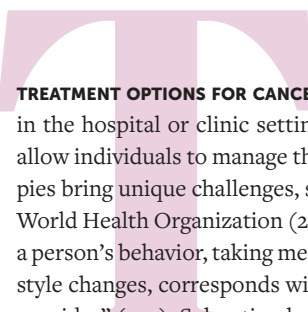 TREATMENT OPTIONS FOR CANCE
in the hospital or clinic settin
allow individuals to manage th
pies bring unique challenges, s
World Health Organization (2
a person's behavior, taking me
style changes, corresponds wi